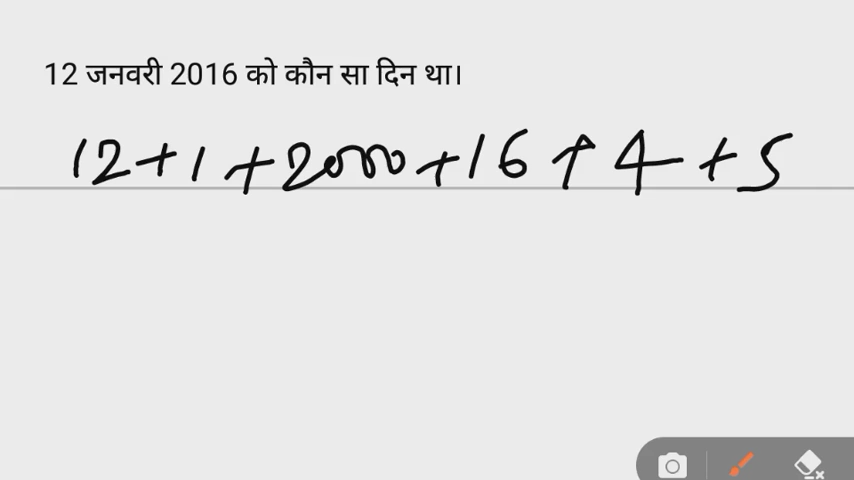 12 जनवरी 2016 को कौन सा दिन था।
12+1+2000+16+4+5